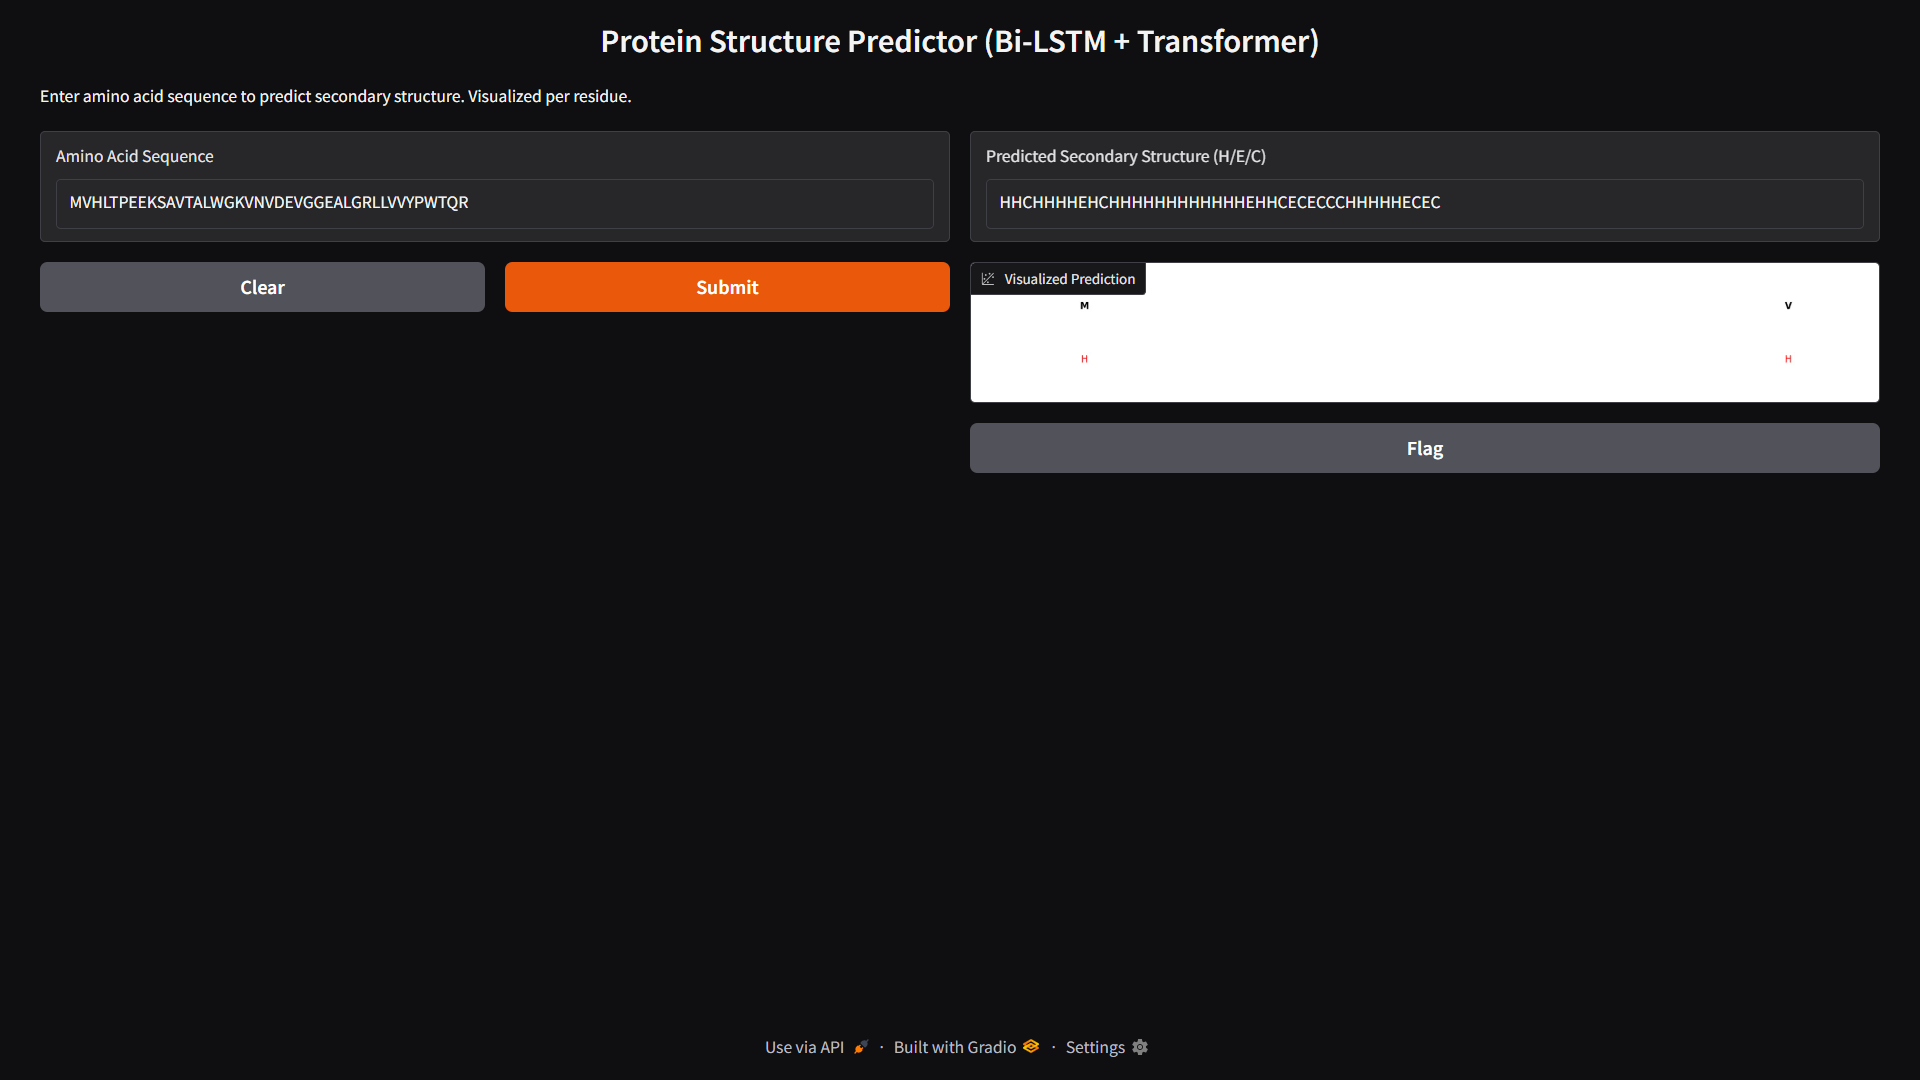 Protein Structure Predictor (Bi-LSTM + Transformer)
Enter amino acid sequence to predict secondary structure. Visualized per residue.
Amino Acid Sequence
MVHLTPEEKSAVTALWGKVNVDEVGGEALGRLLVVYPWTQR
Predicted Secondary Structure (H/E/C)
HHCHHHHEHCHHHHHHHHHHHHEHHCECECCCHHHHHECEC
Clear
Submit
Visualized Prediction
M V
H H
Flag
Use via API · Built with Gradio · Settings